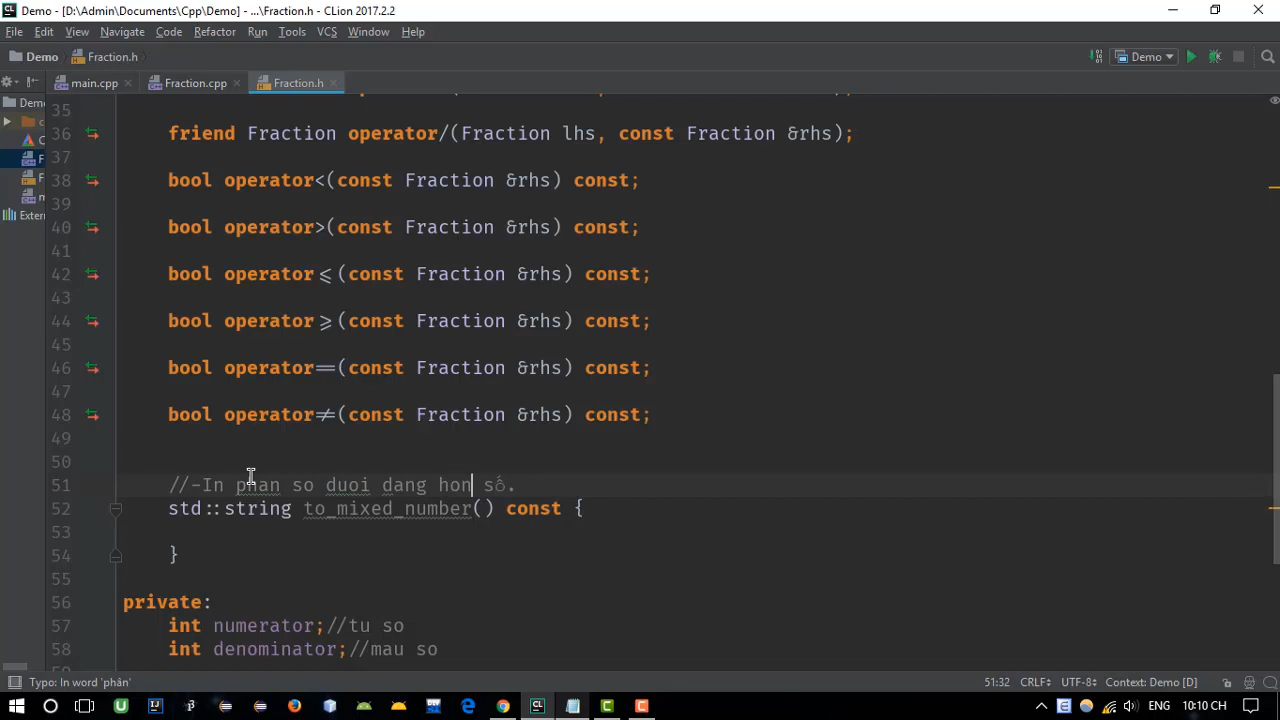 Demo - [D:\Admin\Documents\Cpp\Demo] - ...\Fraction.h - CLion 2017.2.2
File Edit View Navigate Code Refactor Run Tools VCS Window Help
Demo Fraction.h Demo
main.cpp Fraction.cpp Fraction.h
Demo
35
36 friend Fraction operator/(Fraction lhs, const Fraction &rhs);
37
38 bool operator<(const Fraction &rhs) const;
39
40 bool operator>(const Fraction &rhs) const;
41
42 bool operator⩽(const Fraction &rhs) const;
43
44 bool operator⩾(const Fraction &rhs) const;
45
46 bool operator==(const Fraction &rhs) const;
47
48 bool operator≠(const Fraction &rhs) const;
49
50
51 //-In phan so duoi dang hon số.
52 std::string to_mixed_number() const {
53
54 }
55
56 private:
57 int numerator;//tu so
58 int denominator;//mau so
Exter
Typo: In word 'phân' 51:32 CRLF÷ UTF-8÷ Context: Demo [D]
ENG 10:10 CH